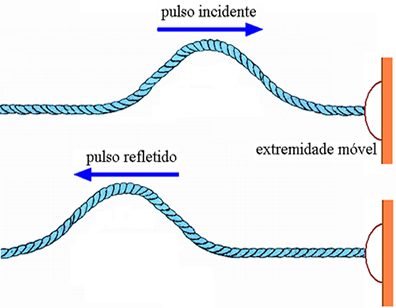 pulso incidente
extremidade móvel
pulso refletido